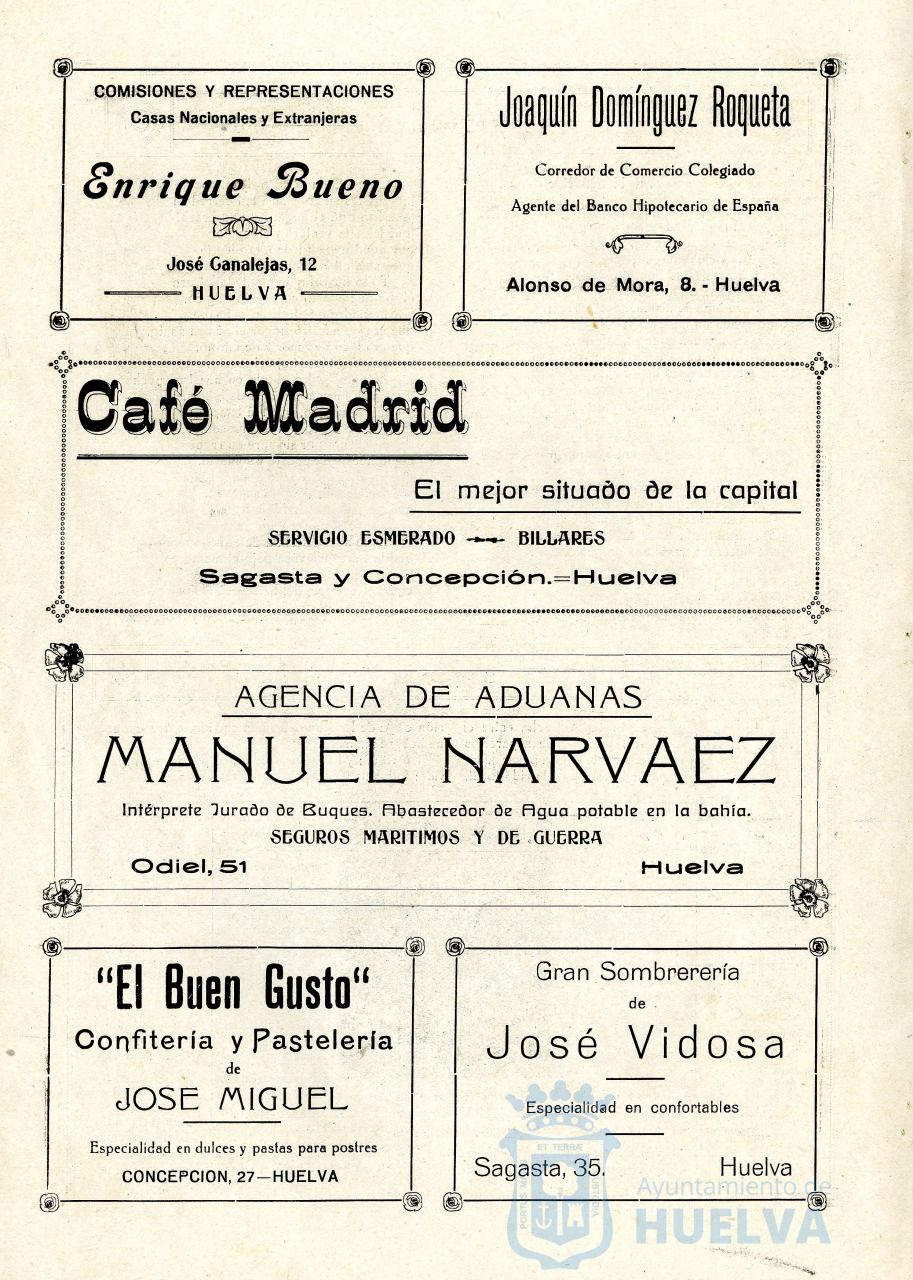 COMISIONES Y REPRESENTACIONES
Casas Nacionales y Extranjeras
Enrique Bueno
José Canalejas, 12
HUELVA
Joaquín Domínguez Roqueta
Corredor de Comercio Colegiado
Agente del Banco Hipotecario de España
Alonso de Mora, 8. - Huelva
Café Madrid
El mejor situado de la capital
SERVICIO ESMERADO BILLARES
Sagasta y Concepción.=Huelva
AGENCIA DE ADUANAS
MANUEL NARVAEZ
Intérprete Jurado de Buques. Abastecedor de Agua potable en la bahía.
SEGUROS MARITIMOS Y DE GUERRA
Odiel, 51 Huelva
"El Buen Gusto"
Confitería y Pastelería
de
JOSE MIGUEL
Especialidad en dulces y pastas para postres
CONCEPCION, 27—HUELVA
Gran Sombrerería
de
José Vidosa
Especialidad en confortables
Sagasta, 35. Huelva
ET TERRÆ
PORTUS
CUSTODIA
Ayuntamiento de
HUELVA